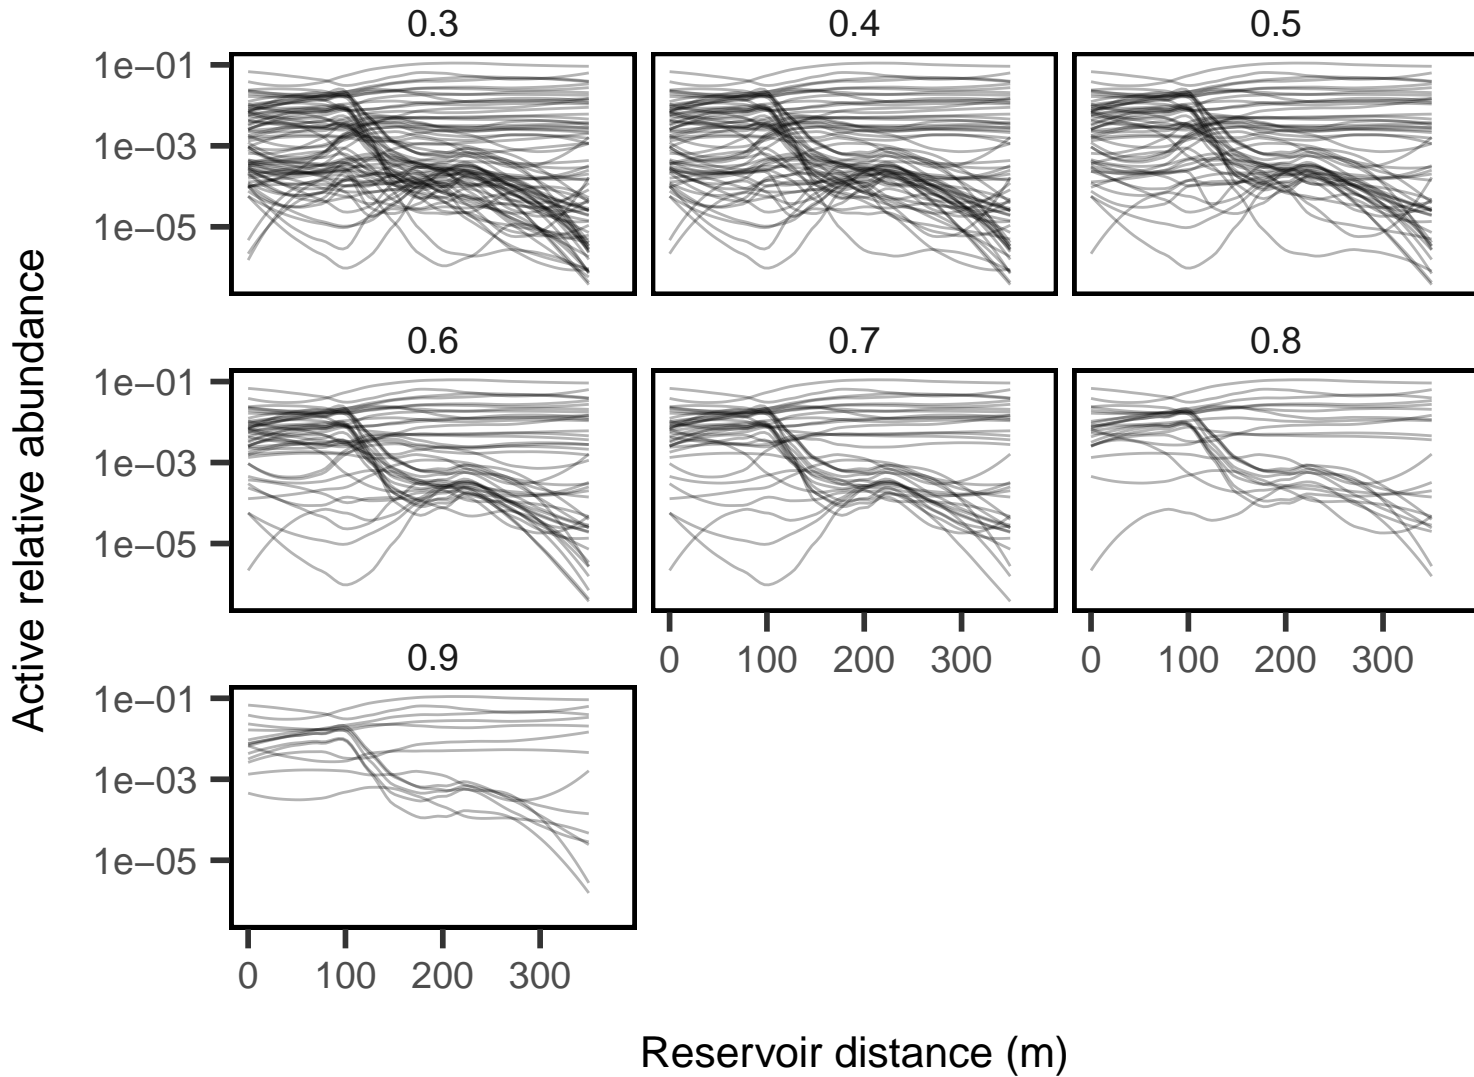 0.3 0.4 0.5
1e−01
1e−03
1e−05
0.6 0.7 0.8
1e−01
1e−03
1e−05
0 100 200 300 0 100 200 300
0.9
1e−01
1e−03
1e−05
0 100 200 300
Reservoir distance (m)
Active relative abundance